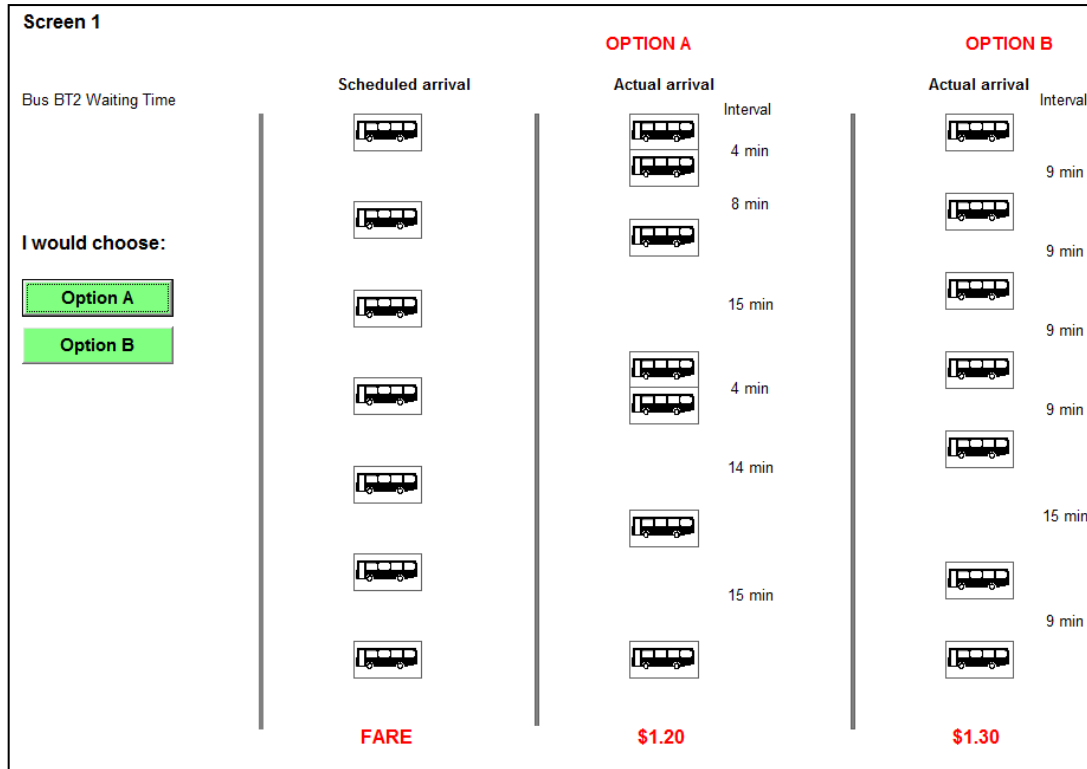 Screen 1
OPTION A OPTION B
Scheduled arrival Actual arrival Actual arrival
Bus BT2 Waiting Time Interval Interval
4 min
9 min
8 min
I would choose:
9 min
Option A
15 min
9 min
Option B
4 min
9 min
14 min
15 min
15 min
9 min
FARE $1.20 $1.30